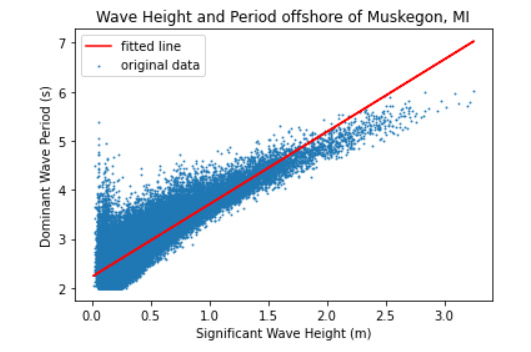 Wave Height and Period offshore of Muskegon, MI
fitted line
original data
7
6
5
4
3
2
Dominant Wave Period (s)
0.0 0.5 1.0 1.5 2.0 2.5 3.0
Significant Wave Height (m)